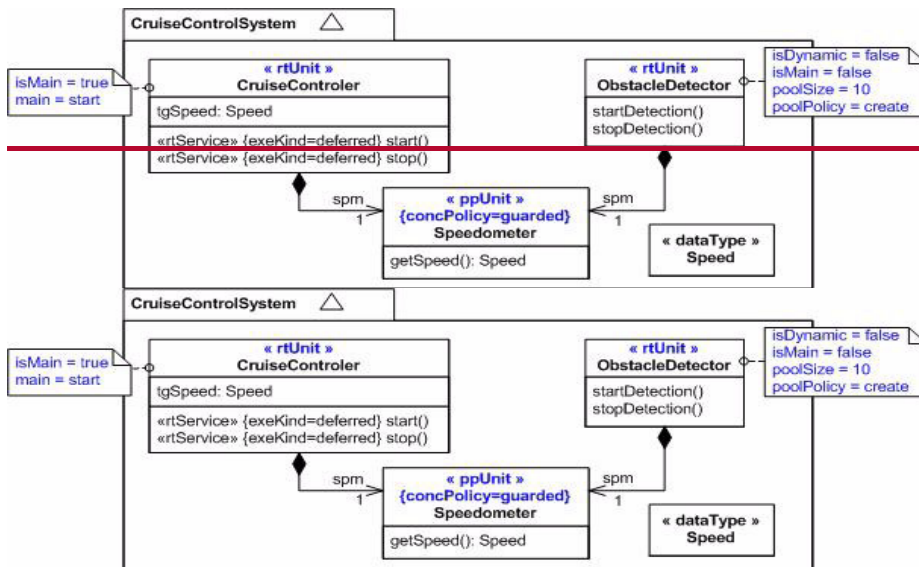 CruiseControlSystem
isMain = true
main = start
« rtUnit »
CruiseControler
tgSpeed: Speed
«rtService» {exeKind=deferred} start()
«rtService» {exeKind=deferred} stop()
« rtUnit »
ObstacleDetector
startDetection()
stopDetection()
isDynamic = false
isMain = false
poolSize = 10
poolPolicy = create
spm
1
« ppUnit »
{concPolicy=guarded}
Speedometer
getSpeed(): Speed
spm
1
« dataType »
Speed
CruiseControlSystem
isMain = true
main = start
« rtUnit »
CruiseControler
tgSpeed: Speed
«rtService» {exeKind=deferred} start()
«rtService» {exeKind=deferred} stop()
« rtUnit »
ObstacleDetector
startDetection()
stopDetection()
isDynamic = false
isMain = false
poolSize = 10
poolPolicy = create
spm
1
« ppUnit »
{concPolicy=guarded}
Speedometer
getSpeed(): Speed
spm
1
« dataType »
Speed